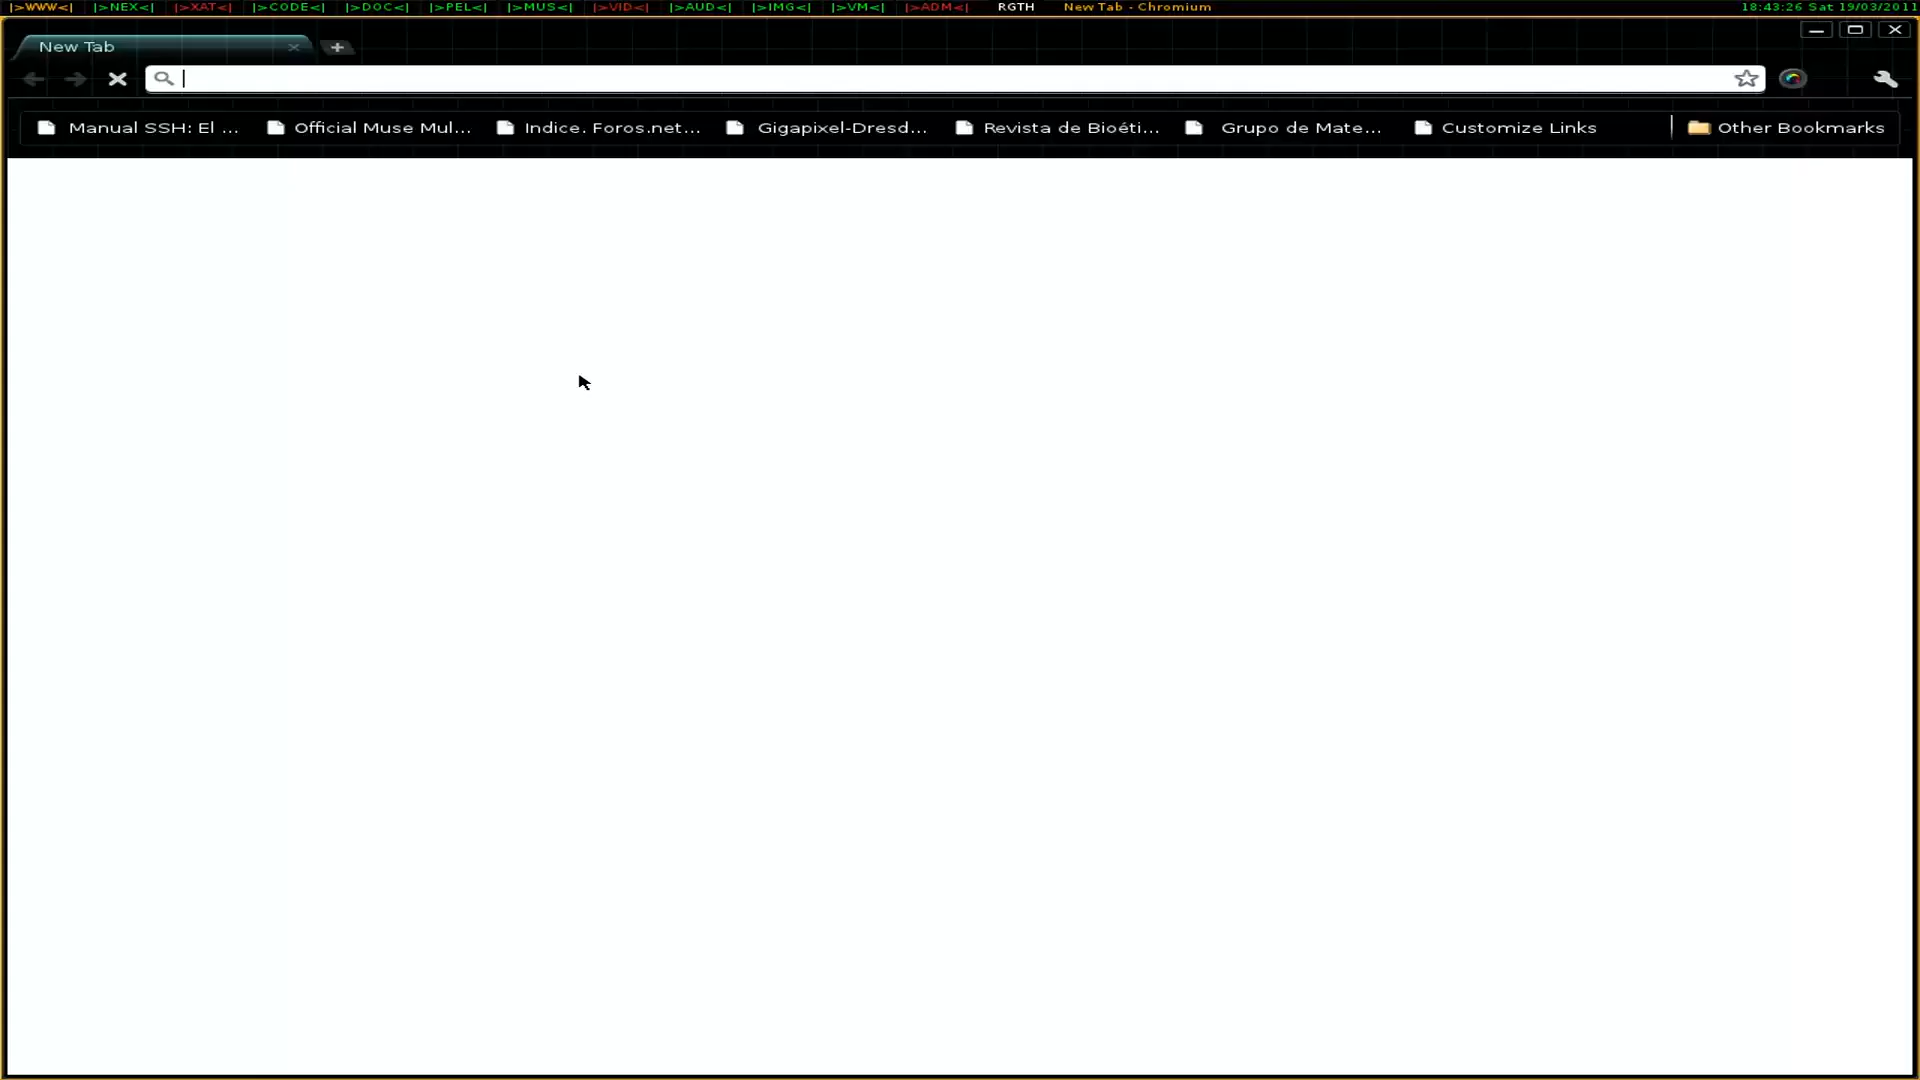 |>WWW<| |>NEX<| |>XAT<| |>CODE<| |>DOC<| |>PEL<| |>MUS<| |>VID<| |>AUD<| |>IMG<| |>VM<| |>ADM<| RGTH New Tab - Chromium 18:43:26 Sat 19/03/2011
New Tab
Manual SSH: El ... Official Muse Mul... Indice. Foros.net... Gigapixel-Dresd... Revista de Bioéti... Grupo de Mate... Customize Links Other Bookmarks